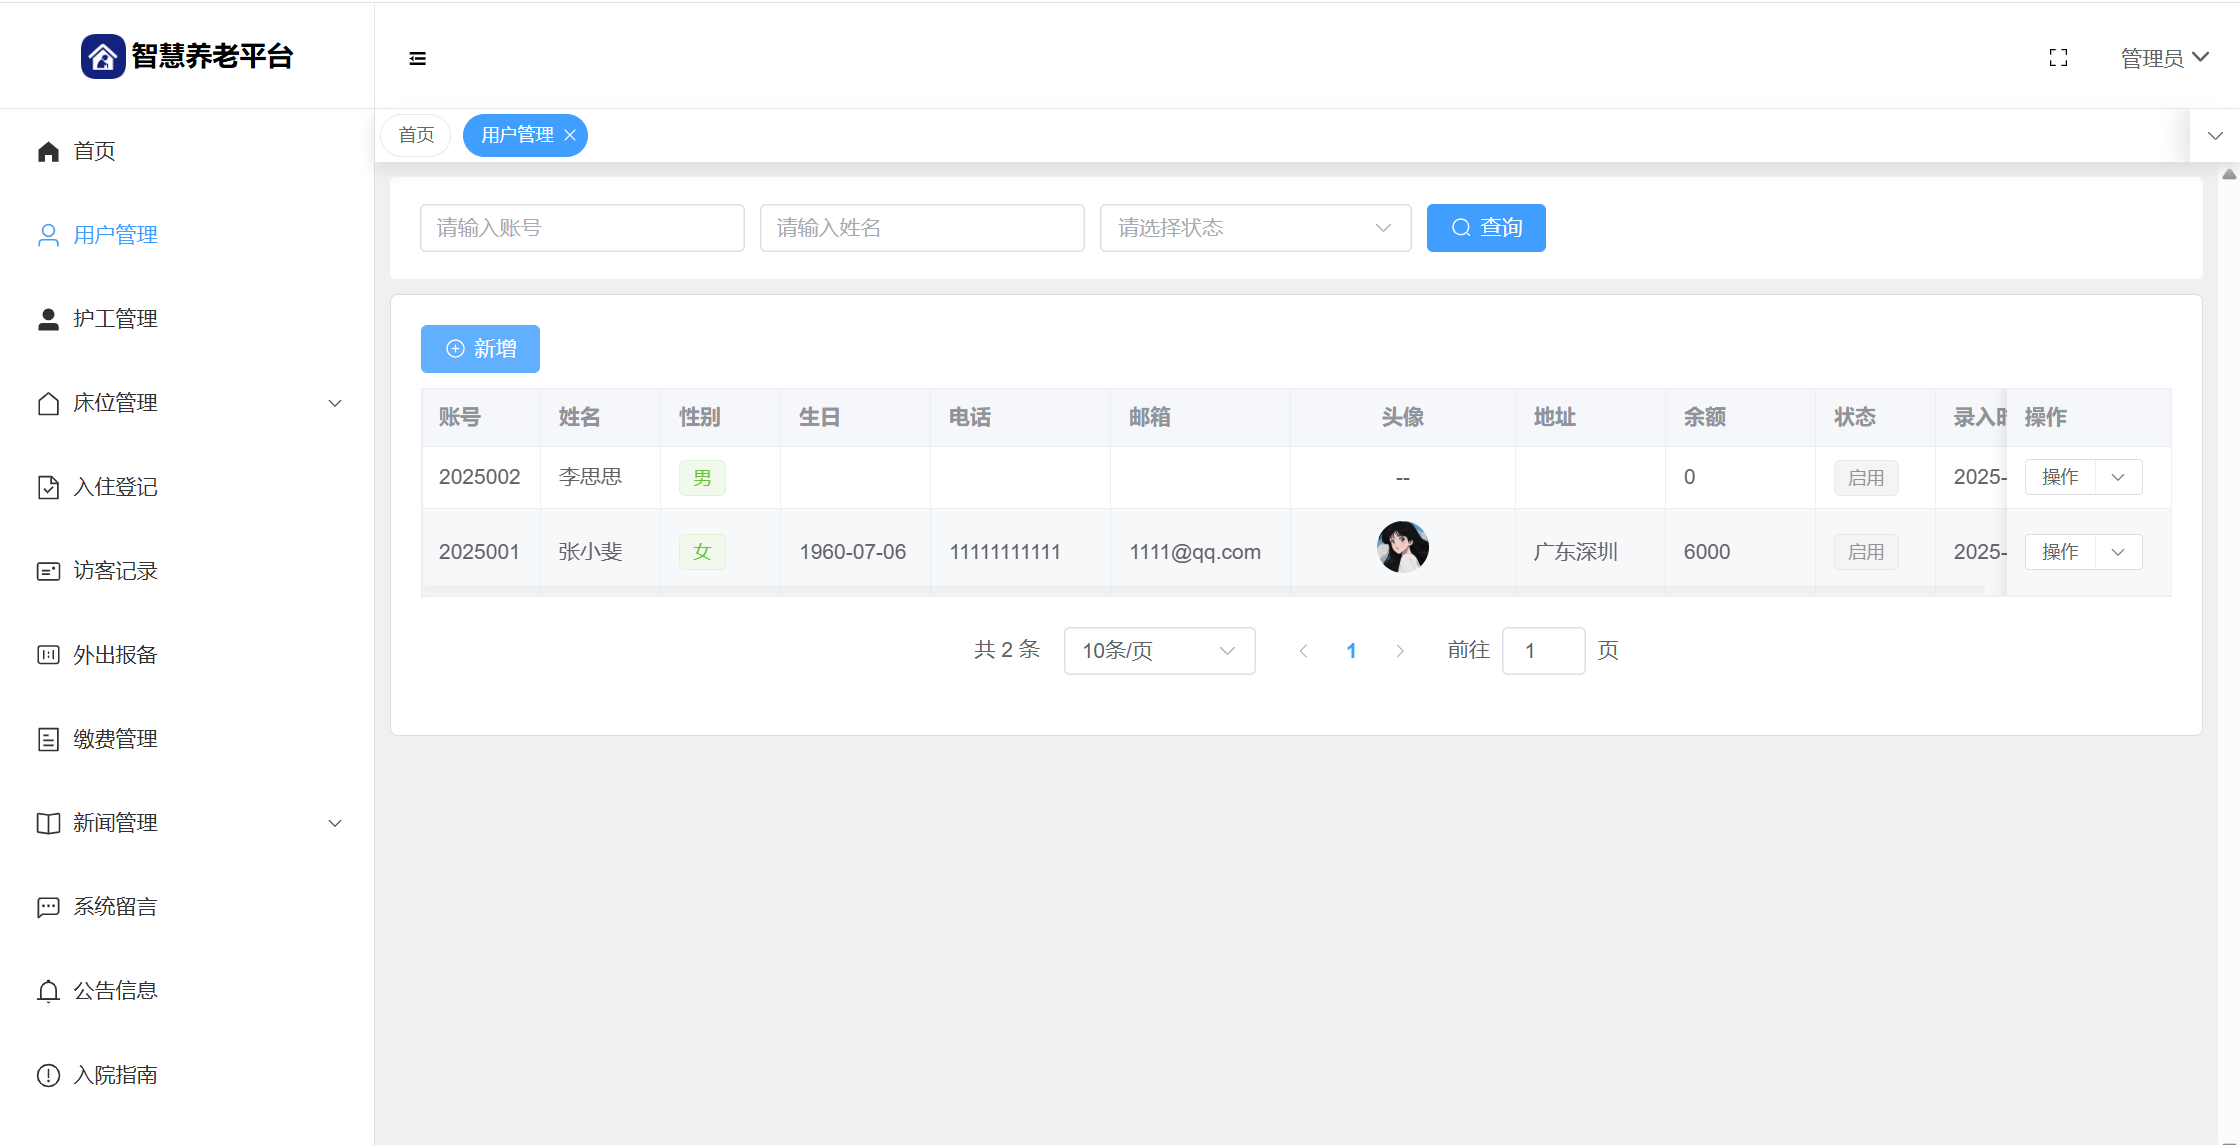 智慧养老平台
管理员
首页
用户管理
护工管理
床位管理
入住登记
访客记录
外出报备
缴费管理
新闻管理
系统留言
公告信息
入院指南
首页 用户管理
请输入账号 请输入姓名 请选择状态 查询
新增
账号 姓名 性别 生日 电话 邮箱 头像 地址 余额 状态 录入时 操作
2025002 李思思 男 -- 0 启用 2025- 操作
2025001 张小斐 女 1960-07-06 11111111111 1111@qq.com 广东深圳 6000 启用 2025- 操作
共 2 条 10条/页 1 前往 1 页